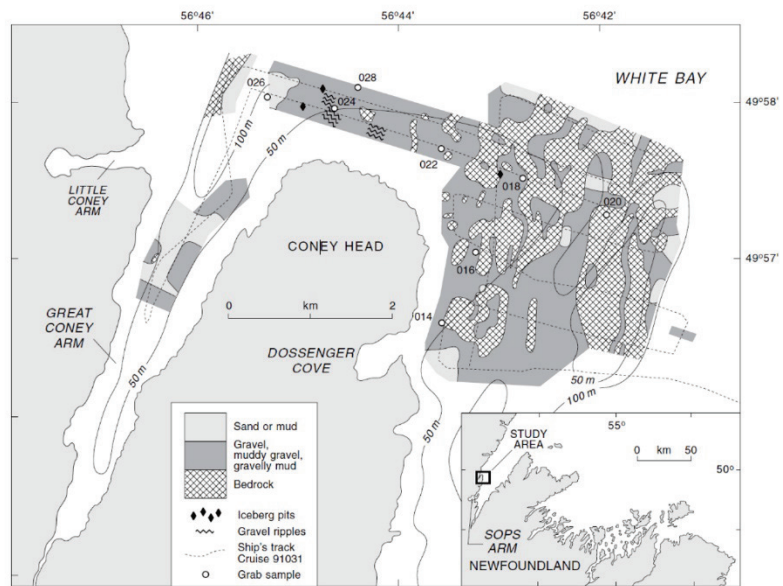 56°46'
56°44'
56°42'
WHITE BAY
49°58'
49°57'
026
028
024
022
018
020
016
014
100 m
50 m
LITTLE
CONEY
ARM
CONEY HEAD
0 km 2
GREAT
CONEY
ARM
DOSSENGER
COVE
50 m
50 m
50 m
100 m
Sand or mud
Gravel,
muddy gravel,
gravelly mud
Bedrock
Iceberg pits
Gravel ripples
Ship's track
Cruise 91031
Grab sample
55°
STUDY
AREA
0 km 50
50°
SOPS
ARM
NEWFOUNDLAND